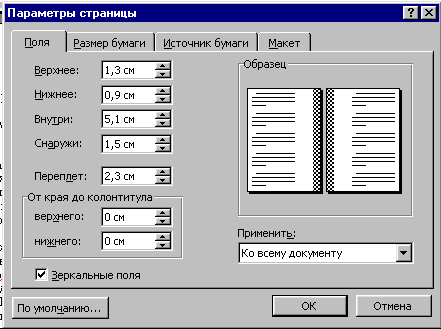 Параметры страницы
Поля Размер бумаги Источник бумаги Макет
Верхнее: 1,3 см
Нижнее: 0,9 см
Внутри: 5,1 см
Снаружи: 1,5 см
Переплет: 2,3 см
От края до колонтитула
верхнего: 0 см
нижнего: 0 см
Зеркальные поля
Образец
Применить:
Ко всему документу
По умолчанию... ОК Отмена